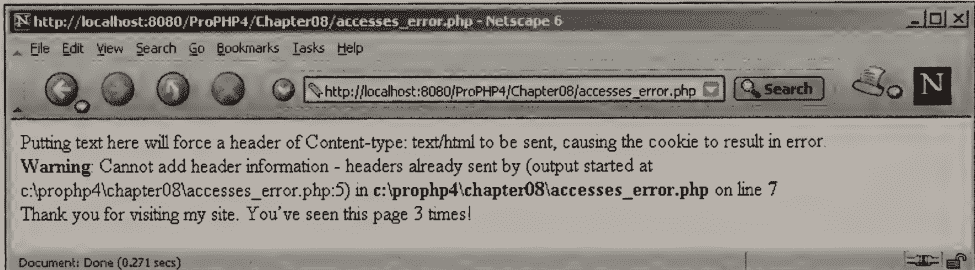 http://localhost:8080/ProPHP4/Chapter08/accesses_error.php - Netscape 6
File Edit View Search Go Bookmarks Tasks Help
http://localhost:8080/ProPHP4/Chapter08/accesses_error.php Search N
Putting text here will force a header of Content-type: text/html to be sent, causing the cookie to result in error.
Warning: Cannot add header information - headers already sent by (output started at
c:\prophp4\chapter08\accesses_error.php:5) in c:\prophp4\chapter08\accesses_error.php on line 7
Thank you for visiting my site. You've seen this page 3 times!
Document: Done (0.271 secs)